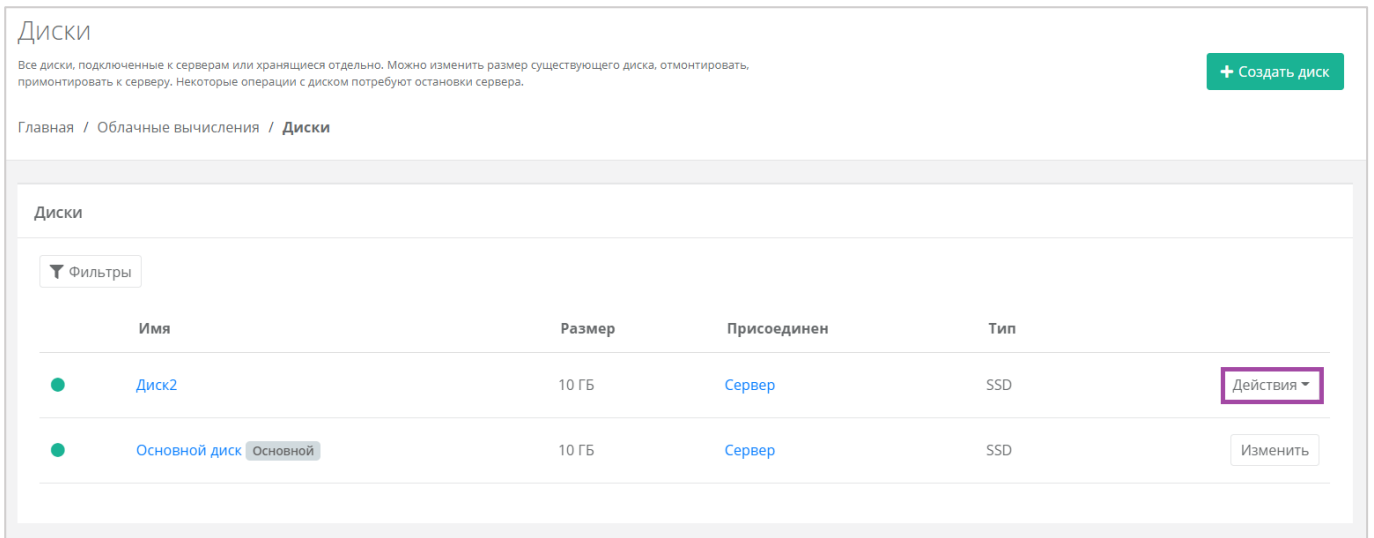 Диски
Все диски, подключенные к серверам или хранящиеся отдельно. Можно изменить размер существующего диска, отмонтировать,
примонтировать к серверу. Некоторые операции с диском потребуют остановки сервера.
Создать диск
Главная / Облачные вычисления / Диски
Диски
Фильтры
Имя Размер Присоединен Тип
Диск2 10 ГБ Сервер SSD Действия
Основной диск Основной 10 ГБ Сервер SSD Изменить